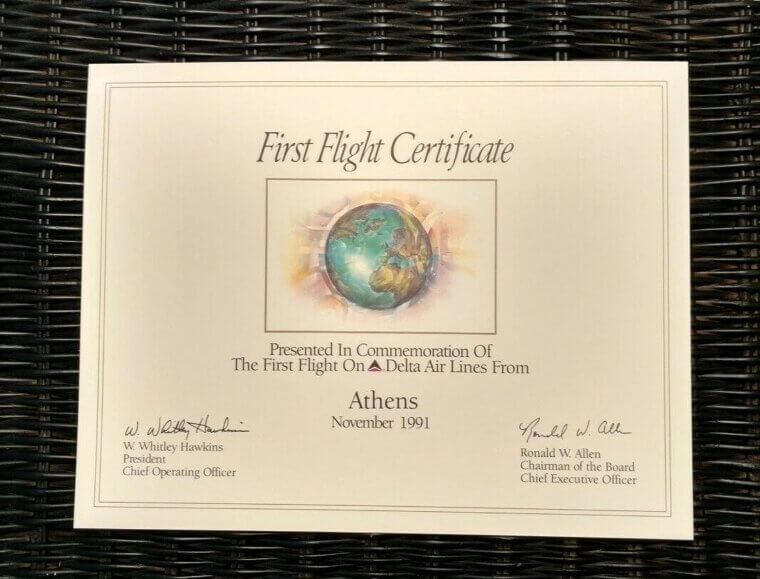 First Flight Certificate
Presented In Commemoration Of
The First Flight On Delta Air Lines From
Athens
November 1991
W. Whitley Hawkins
W. Whitley Hawkins
President
Chief Operating Officer
Ronald W. Allen
Ronald W. Allen
Chairman of the Board
Chief Executive Officer